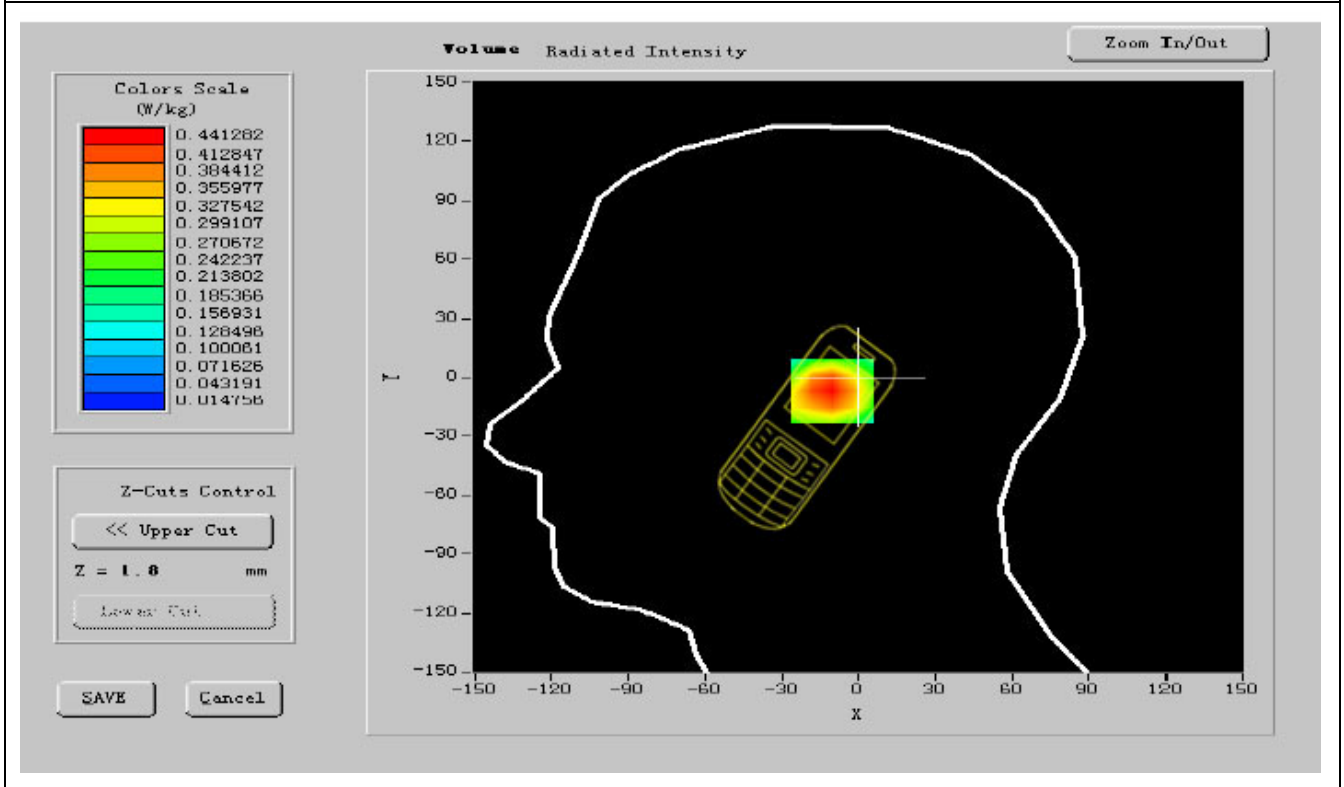 Volume Radiated Intensity
Zoom In/Out
Colors Scale
(W/kg)
0.441282
0.412847
0.384412
0.355977
0.327542
0.299107
0.270672
0.242237
0.213802
0.185366
0.156931
0.128496
0.100061
0.071626
0.043191
0.014756
Z-Cuts Control
<< Upper Cut
Z = 1.8 mm
Lower Cut
SAVE
Cancel
150
120
90
60
30
0
-30
-60
-90
-120
-150
Y
-150 -120 -90 -60 -30 0 30 60 90 120 150
X